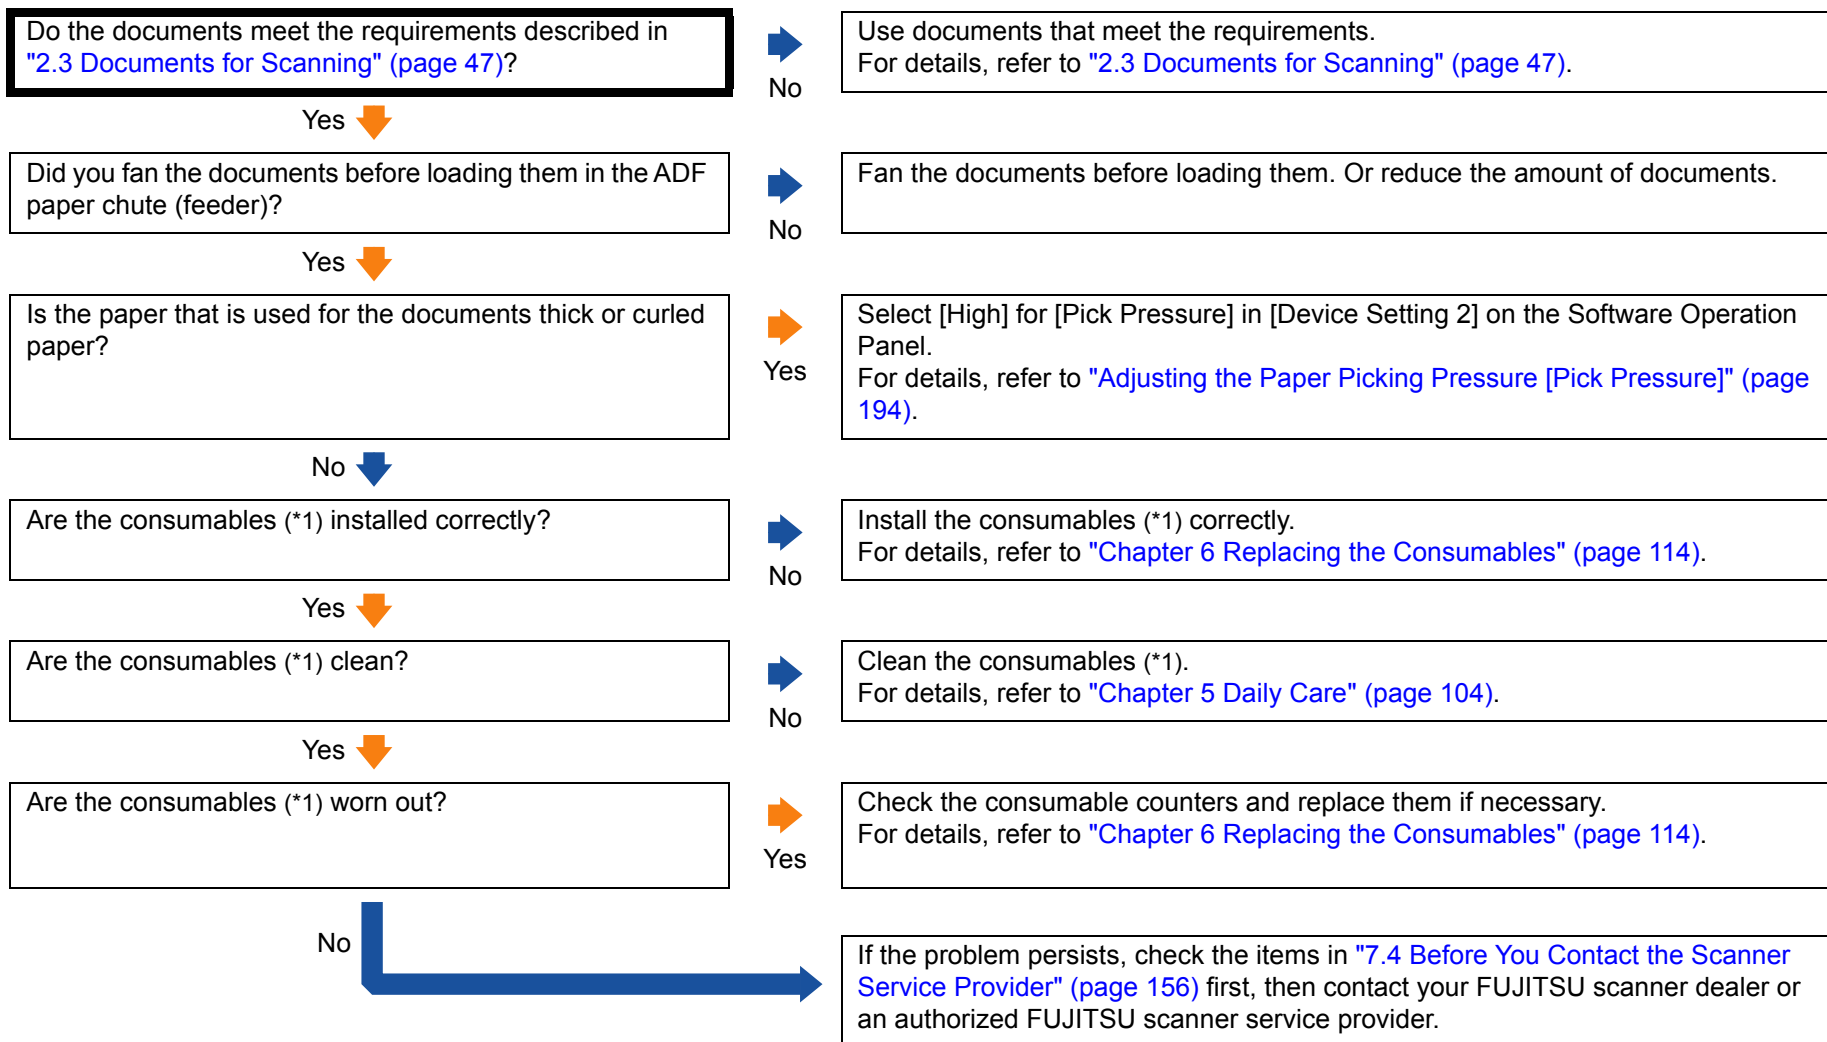 Do the documents meet the requirements described in
"2.3 Documents for Scanning" (page 47)?
No
Use documents that meet the requirements.
For details, refer to "2.3 Documents for Scanning" (page 47).
Yes
Did you fan the documents before loading them in the ADF
paper chute (feeder)?
No
Fan the documents before loading them. Or reduce the amount of documents.
Yes
Is the paper that is used for the documents thick or curled
paper?
Yes
Select [High] for [Pick Pressure] in [Device Setting 2] on the Software Operation
Panel.
For details, refer to "Adjusting the Paper Picking Pressure [Pick Pressure]" (page
194).
No
Are the consumables (*1) installed correctly?
No
Install the consumables (*1) correctly.
For details, refer to "Chapter 6 Replacing the Consumables" (page 114).
Yes
Are the consumables (*1) clean?
No
Clean the consumables (*1).
For details, refer to "Chapter 5 Daily Care" (page 104).
Yes
Are the consumables (*1) worn out?
Yes
Check the consumable counters and replace them if necessary.
For details, refer to "Chapter 6 Replacing the Consumables" (page 114).
No
If the problem persists, check the items in "7.4 Before You Contact the Scanner
Service Provider" (page 156) first, then contact your FUJITSU scanner dealer or
an authorized FUJITSU scanner service provider.